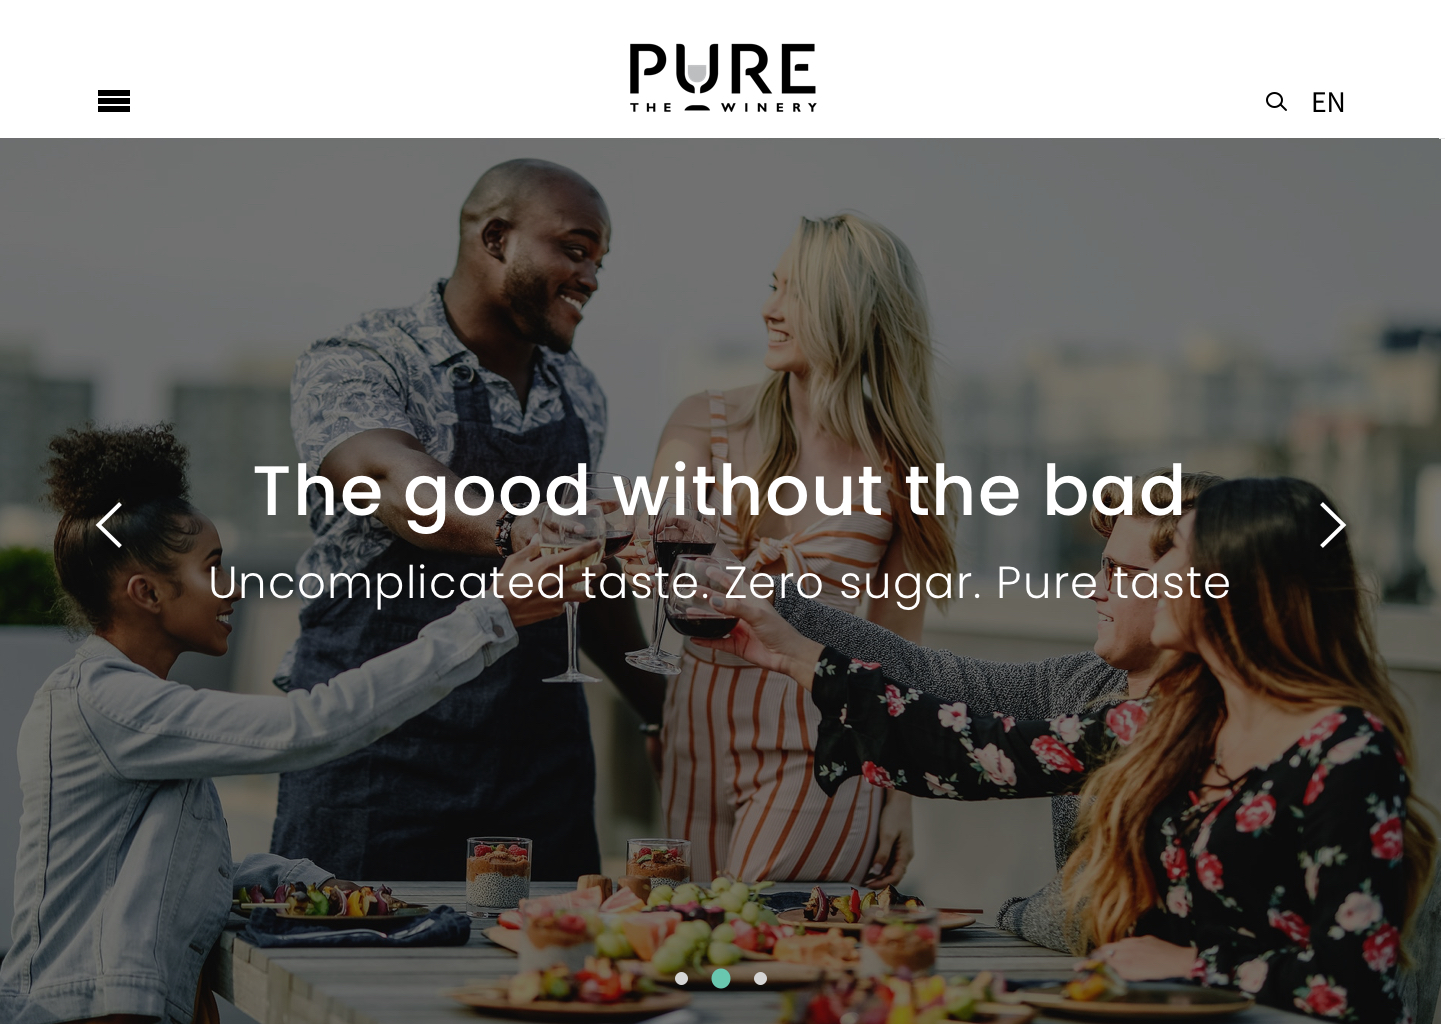 PURE
THE WINERY
EN
The good without the bad
Uncomplicated taste. Zero sugar. Pure taste